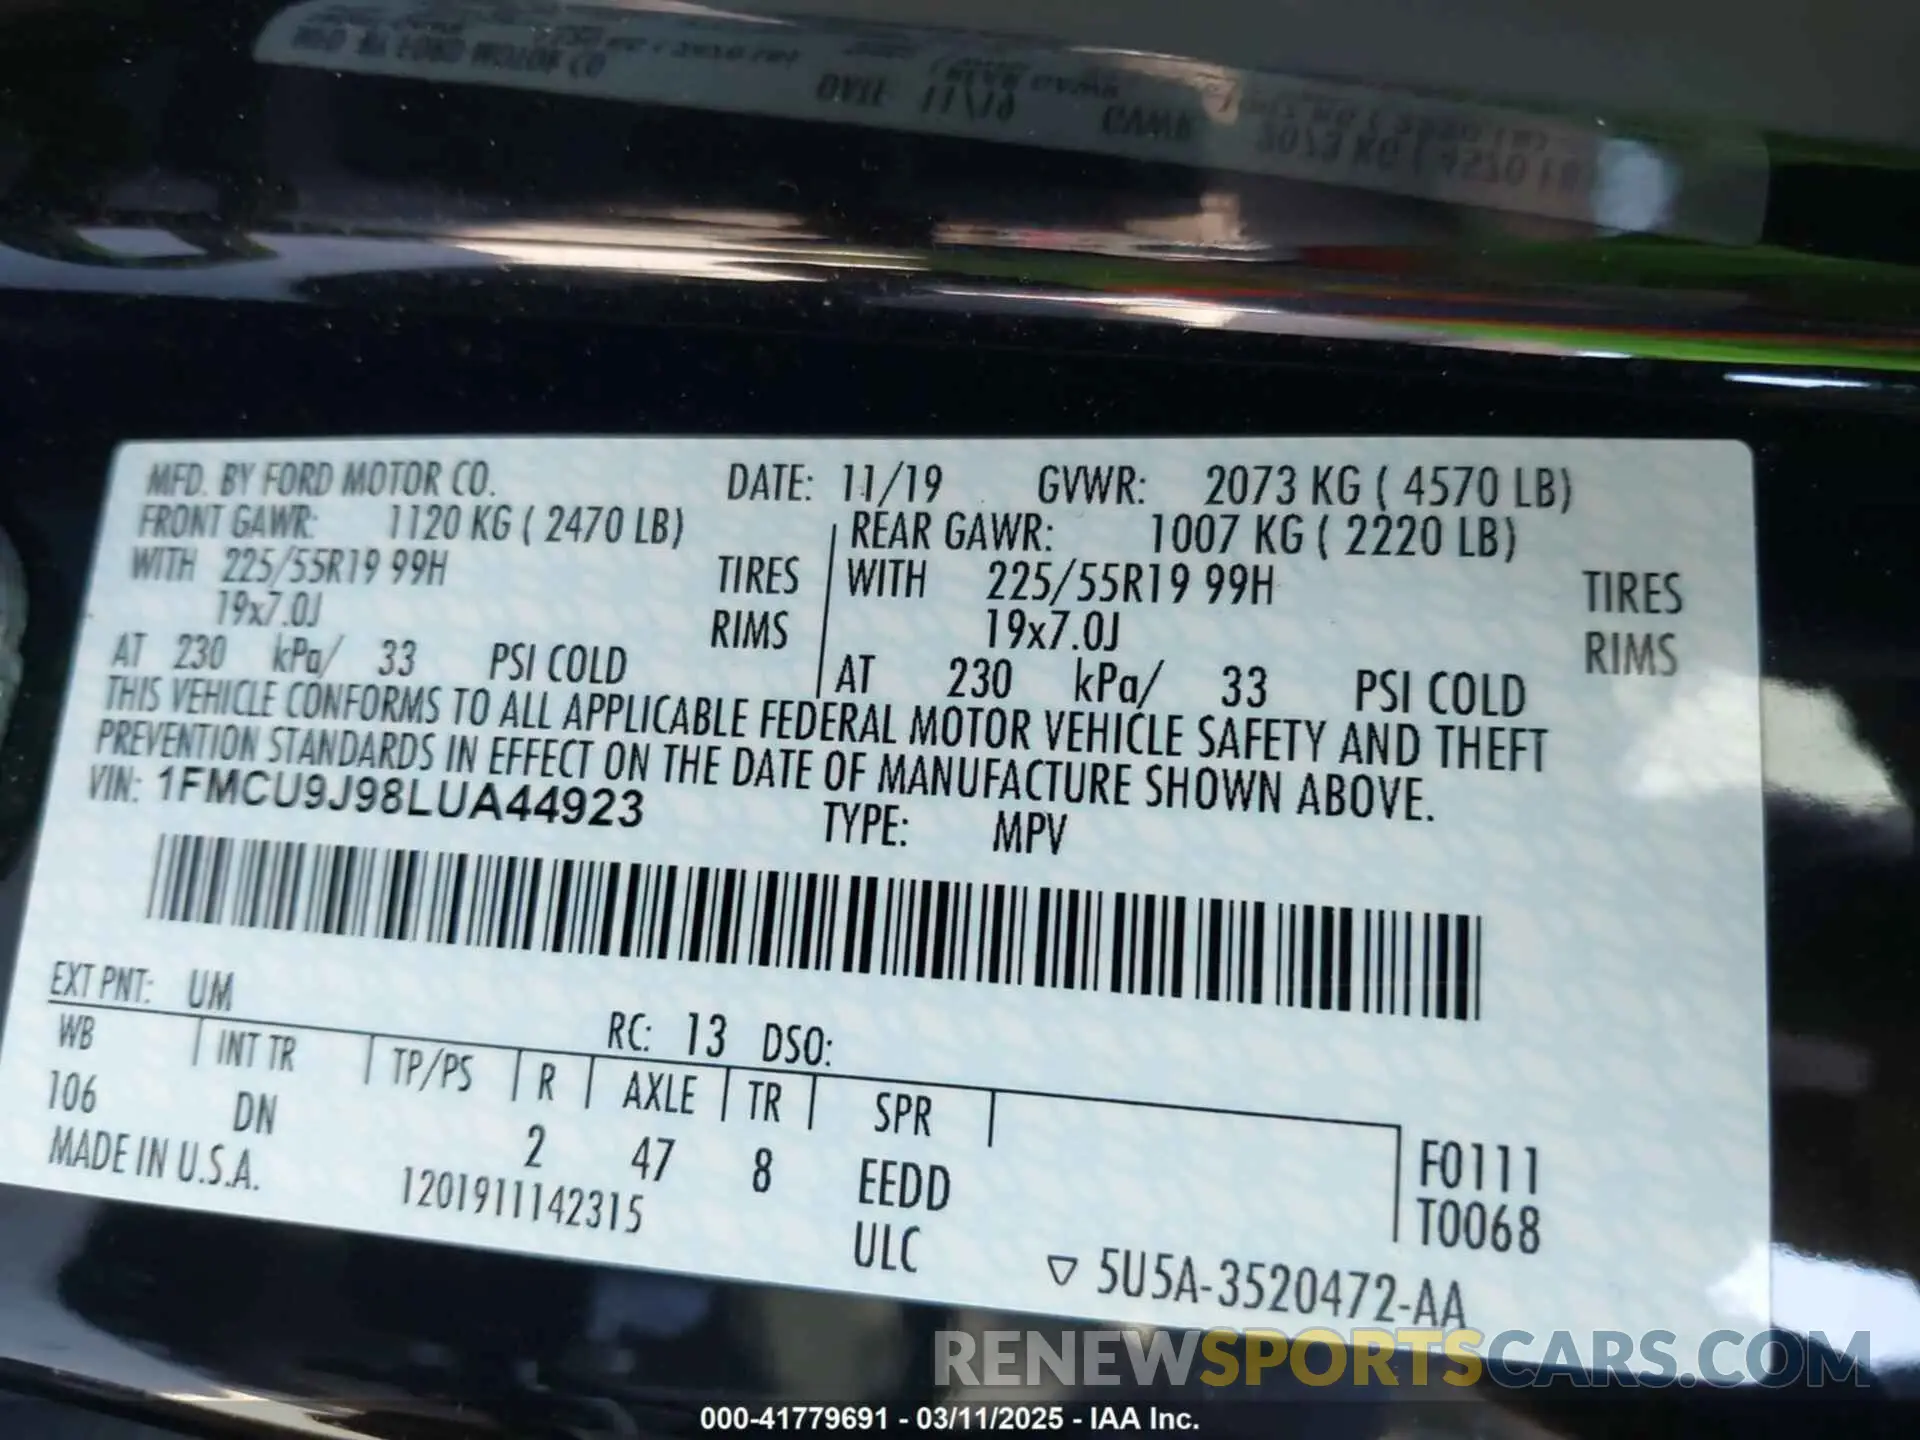 MFD. BY FORD MOTOR CO. DATE: 11/19 GVWR: 2073 KG ( 4570 LB)
FRONT GAWR: 1120 KG ( 2470 LB) REAR GAWR: 1007 KG ( 2220 LB)
WITH 225/55R19 99H TIRES WITH 225/55R19 99H TIRES
19x7.0J RIMS 19x7.0J RIMS
AT 230 kPa/ 33 PSI COLD AT 230 kPa/ 33 PSI COLD
THIS VEHICLE CONFORMS TO ALL APPLICABLE FEDERAL MOTOR VEHICLE SAFETY AND THEFT
PREVENTION STANDARDS IN EFFECT ON THE DATE OF MANUFACTURE SHOWN ABOVE.
VIN: 1FMCU9J98LUA44923 TYPE: MPV
EXT PNT: UM RC: 13 DSO:
WB INT TR TP/PS R AXLE TR SPR
106 DN 2 47 8 EEDD F0111
MADE IN U.S.A. 1201911142315 ULC T0068
▽ 5U5A-3520472-AA
RENEWSPORTSCARS.COM
000-41779691 - 03/11/2025 - IAA Inc.